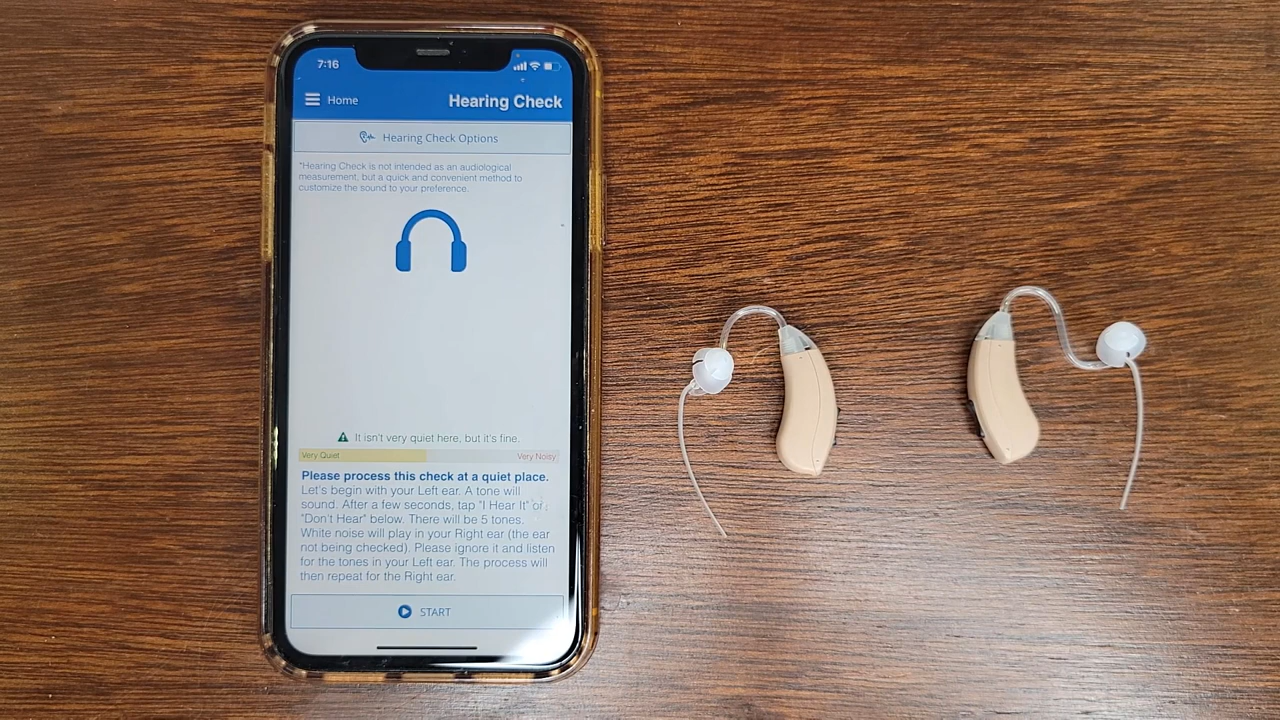 7:16
Home
Hearing Check
Hearing Check Options
*Hearing Check is not intended as an audiological
measurement, but a quick and convenient method to
customize the sound to your preference.
It isn't very quiet here, but it's fine.
Very Quiet
Very Noisy
Please process this check at a quiet place.
Let's begin with your Left ear. A tone will
sound. After a few seconds, tap "I Hear It" or
"Don't Hear" below. There will be 5 tones.
White noise will play in your Right ear (the ear
not being checked). Please ignore it and listen
for the tones in your Left ear. The process will
then repeat for the Right ear.
START